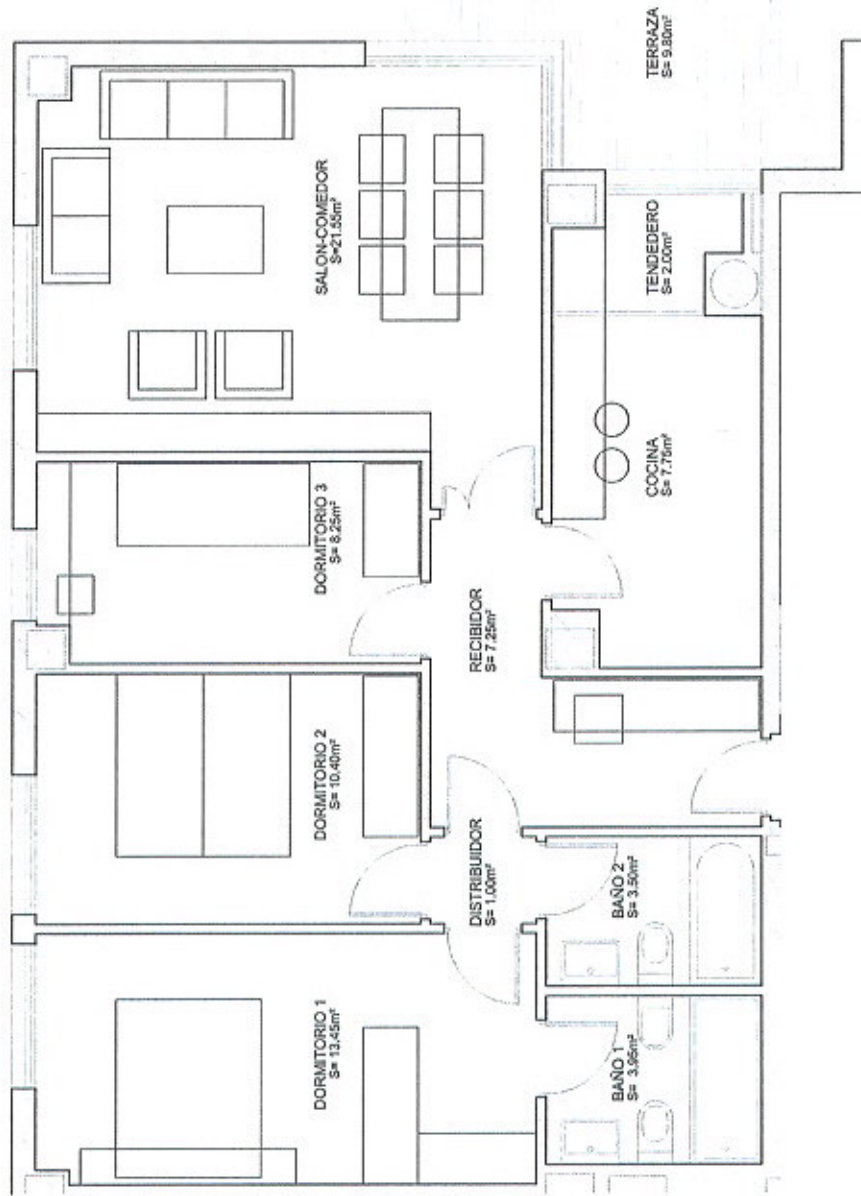 TERRAZA
S= 9.80m²
SALON-COMEDOR
S=21.55m²
TENDEDERO
S= 2.00m²
COCINA
S= 7.75m²
DORMITORIO 3
S= 8.25m²
RECIBIDOR
S= 7.25m²
DORMITORIO 2
S= 10.40m²
DISTRIBUIDOR
S= 1.00m²
BAÑO 2
S= 3.50m²
DORMITORIO 1
S= 13.45m²
BAÑO 1
S= 3.95m²